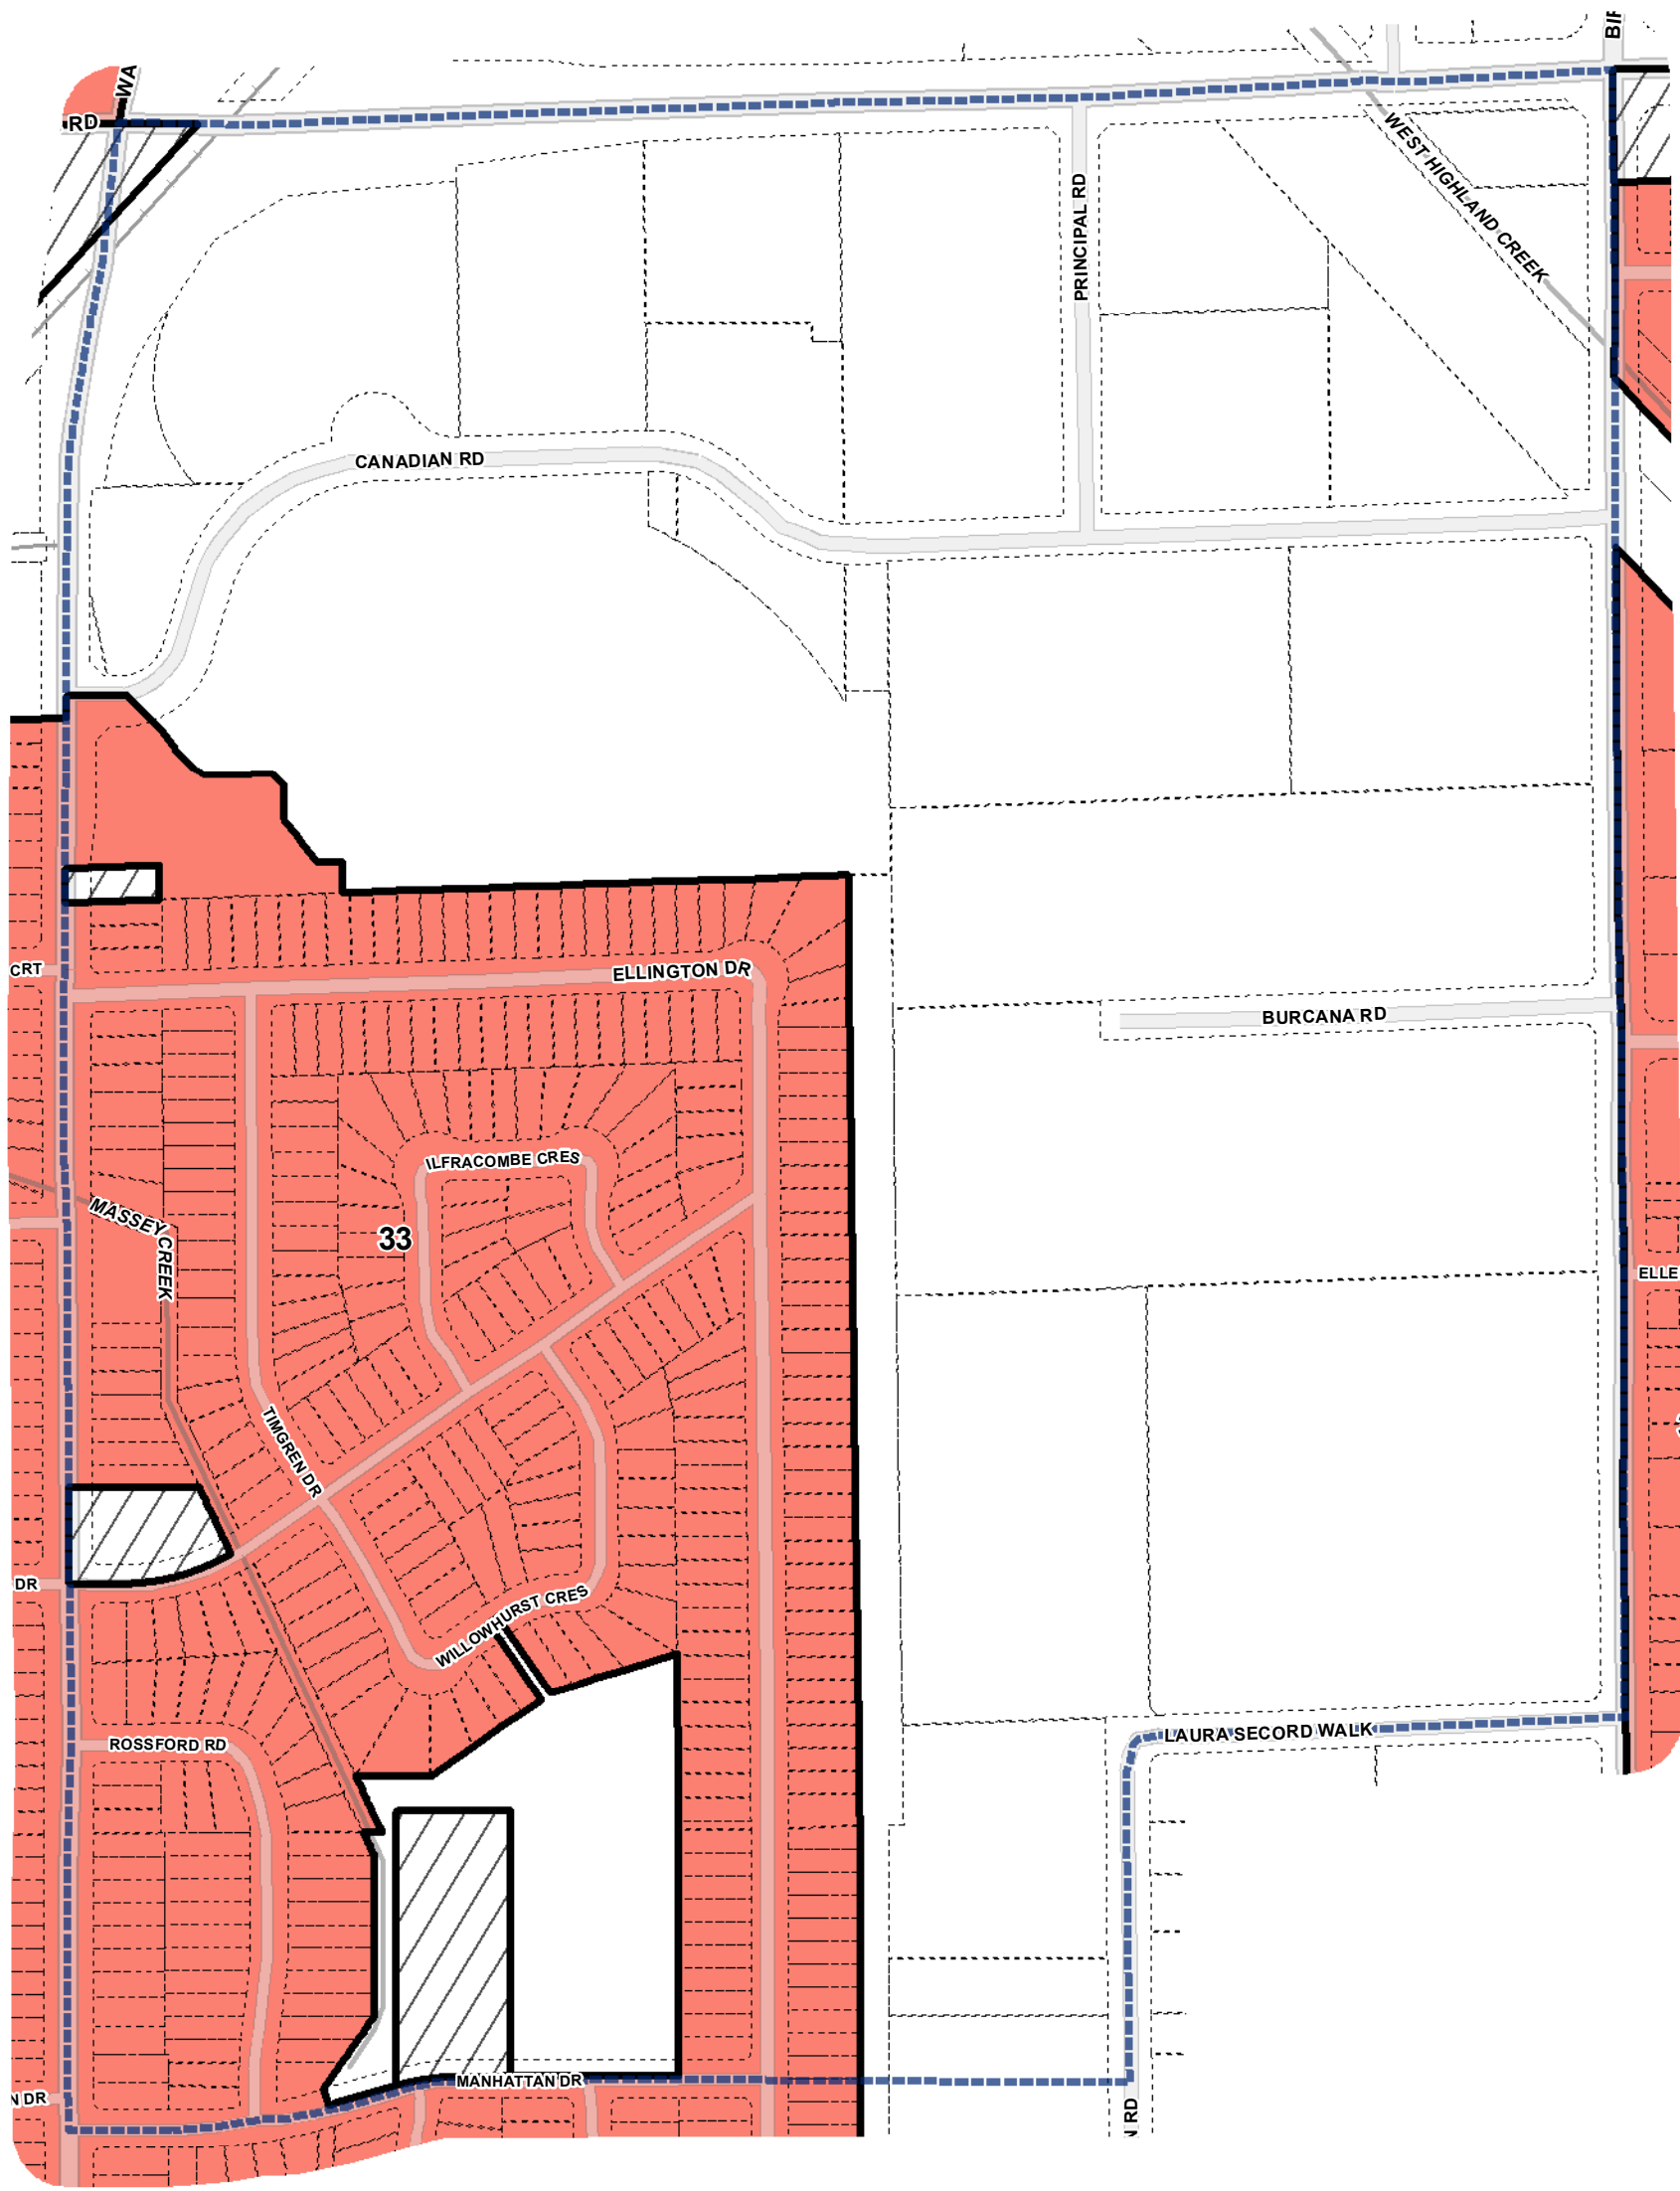 BIR
WA
RD
WEST HIGHLAND CREEK
PRINCIPAL RD
CANADIAN RD
CRT
ELLINGTON DR
BURCANA RD
ILFRACOMBE CRES
MASSEY CREEK
33
ELLE
TIMGREN DR
DR
WILLOWHURST CRES
LAURA SECORD WALK
ROSSFORD RD
MANHATTAN DR
N DR
N RD